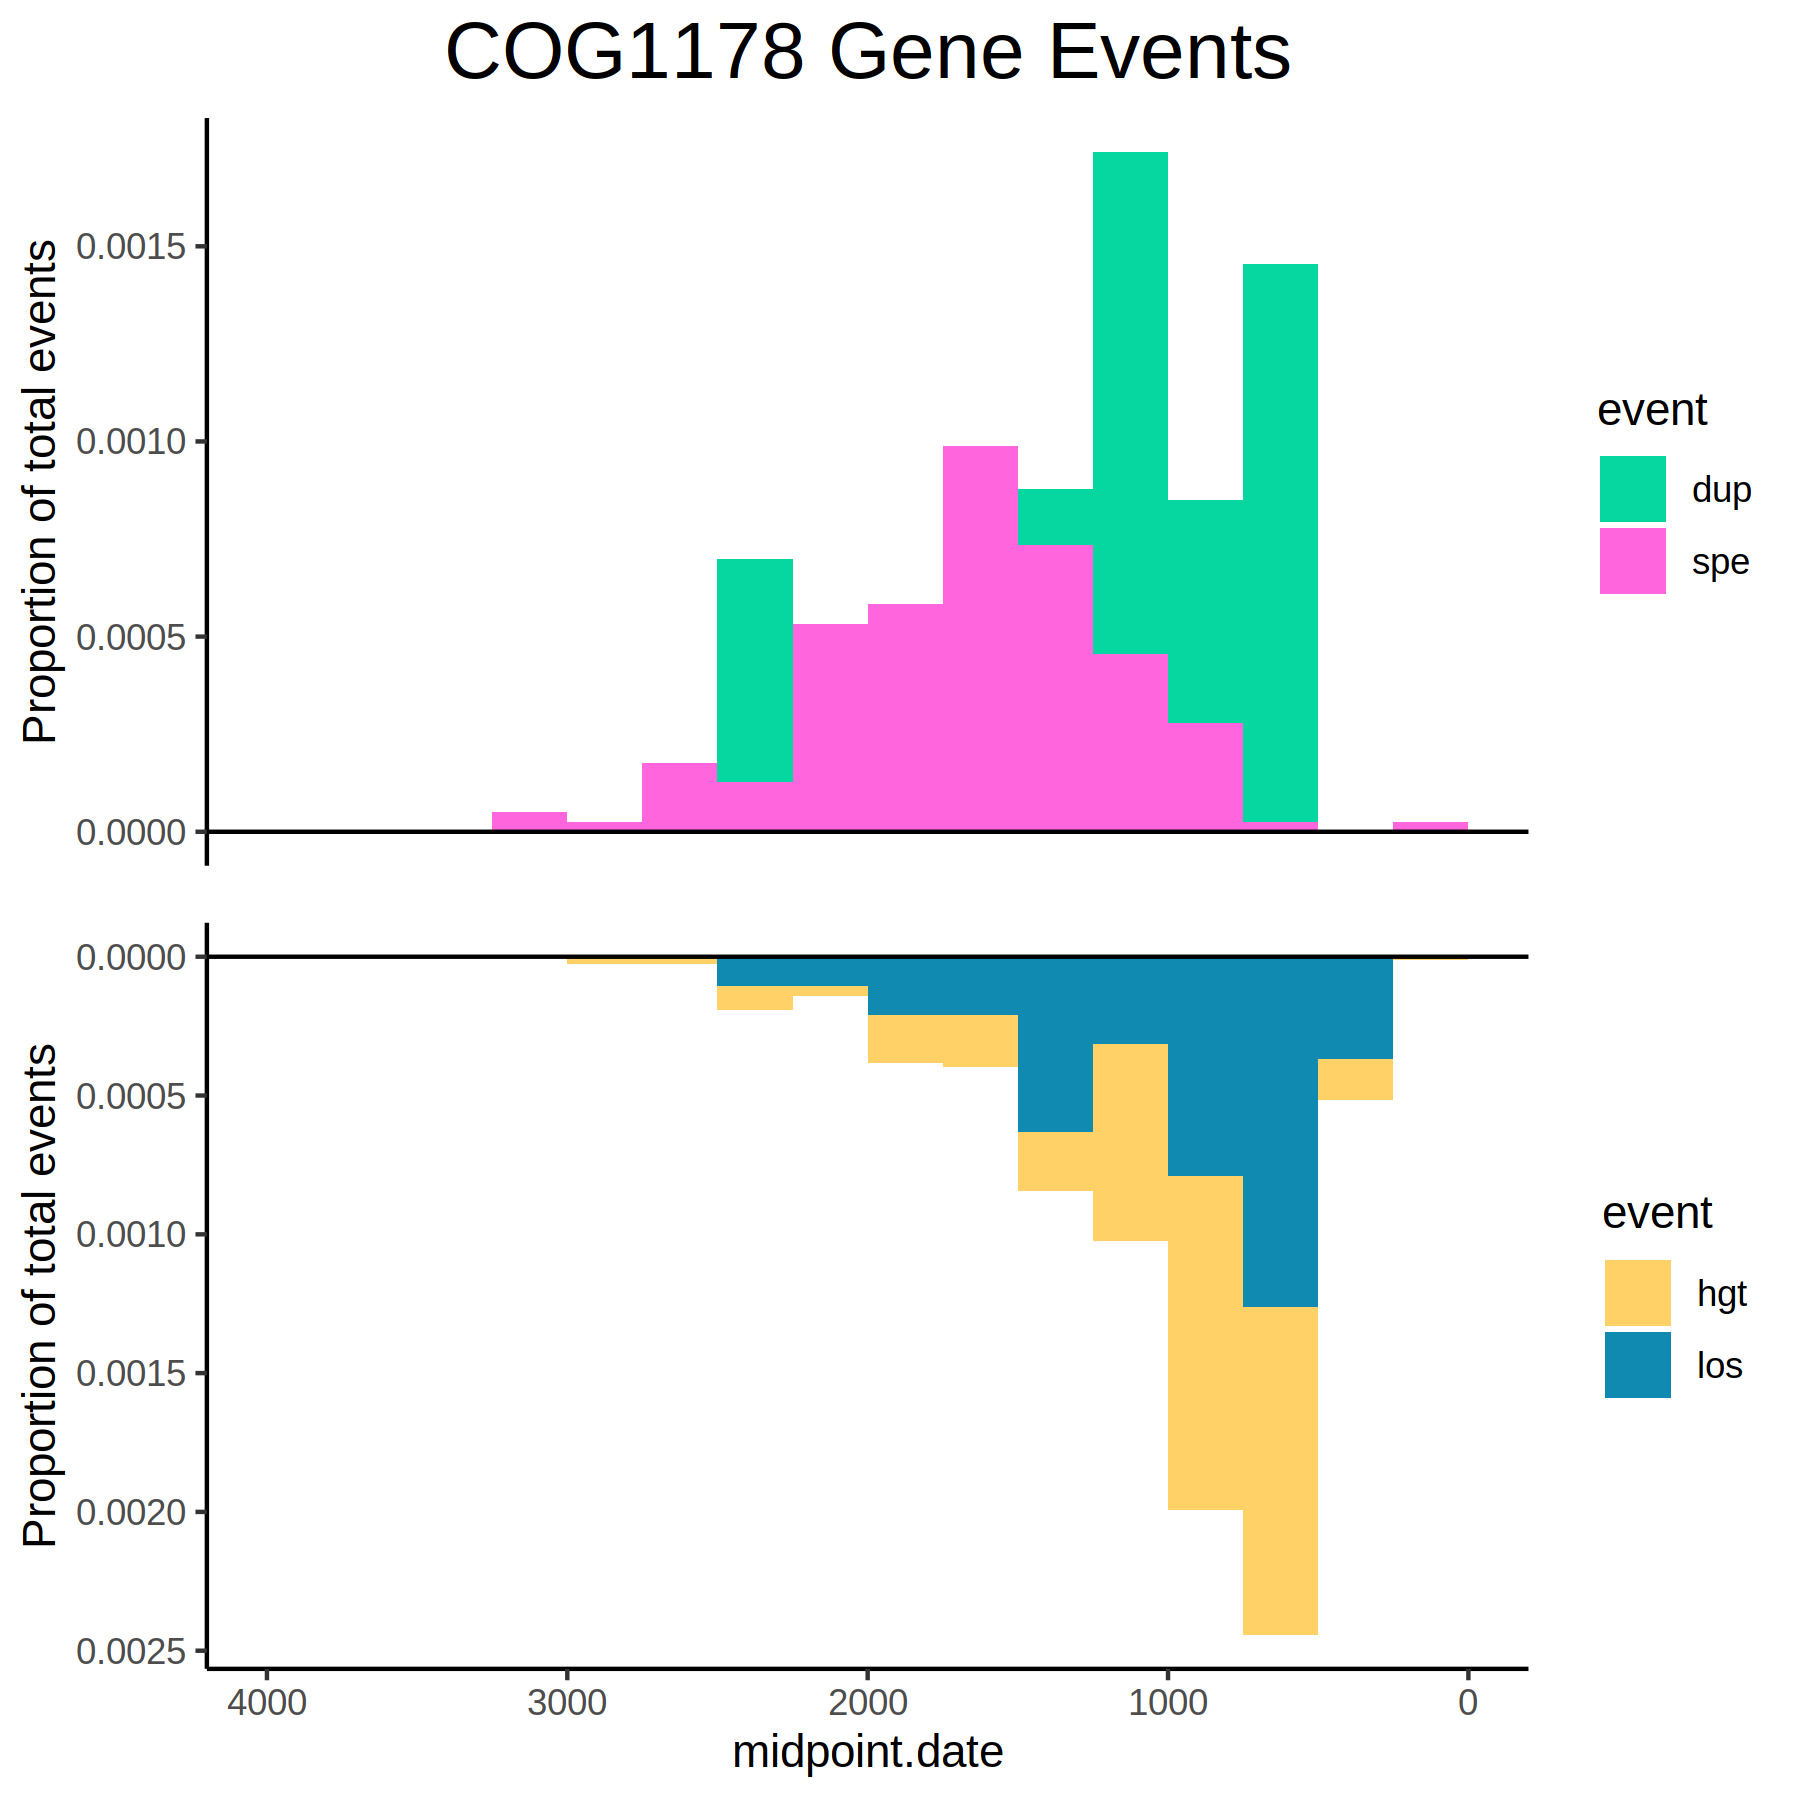 COG1178 Gene Events
Proportion of total events
0.0015
0.0010
0.0005
0.0000
event
dup
spe
Proportion of total events
0.0000
0.0005
0.0010
0.0015
0.0020
0.0025
event
hgt
los
4000 3000 2000 1000 0
midpoint.date